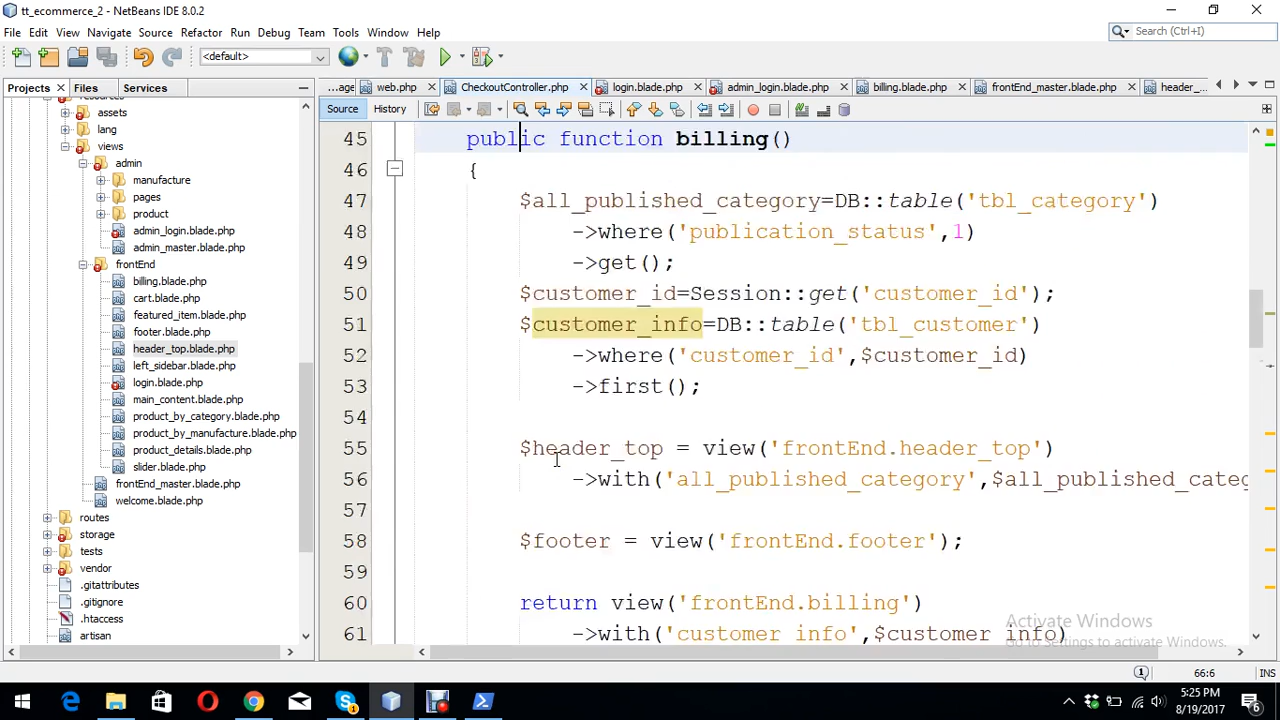 tt_ecommerce_2 - NetBeans IDE 8.0.2
File Edit View Navigate Source Refactor Run Debug Team Tools Window Help
Search (Ctrl+I)
<default>
Projects Files Services
...age web.php CheckoutController.php login.blade.php admin_login.blade.php billing.blade.php frontEnd_master.blade.php header_...
Source History
resources
assets
lang
views
admin
manufacture
pages
product
admin_login.blade.php
admin_master.blade.php
frontEnd
billing.blade.php
cart.blade.php
featured_item.blade.php
footer.blade.php
header_top.blade.php
left_sidebar.blade.php
login.blade.php
main_content.blade.php
product_by_category.blade.php
product_by_manufacture.blade.php
product_details.blade.php
slider.blade.php
frontEnd_master.blade.php
welcome.blade.php
routes
storage
tests
vendor
.gitattributes
.gitignore
.htaccess
artisan
45 public function billing()
46 {
47 $all_published_category=DB::table('tbl_category')
48 ->where('publication_status',1)
49 ->get();
50 $customer_id=Session::get('customer_id');
51 $customer_info=DB::table('tbl_customer')
52 ->where('customer_id',$customer_id)
53 ->first();
54
55 $header_top = view('frontEnd.header_top')
56 ->with('all_published_category',$all_published_categ
57
58 $footer = view('frontEnd.footer');
59
60 return view('frontEnd.billing')
61 ->with('customer_info',$customer_info)
Activate Windows
Go to Settings to activate Windows.
1 66:6 INS
5:25 PM
8/19/2017
6